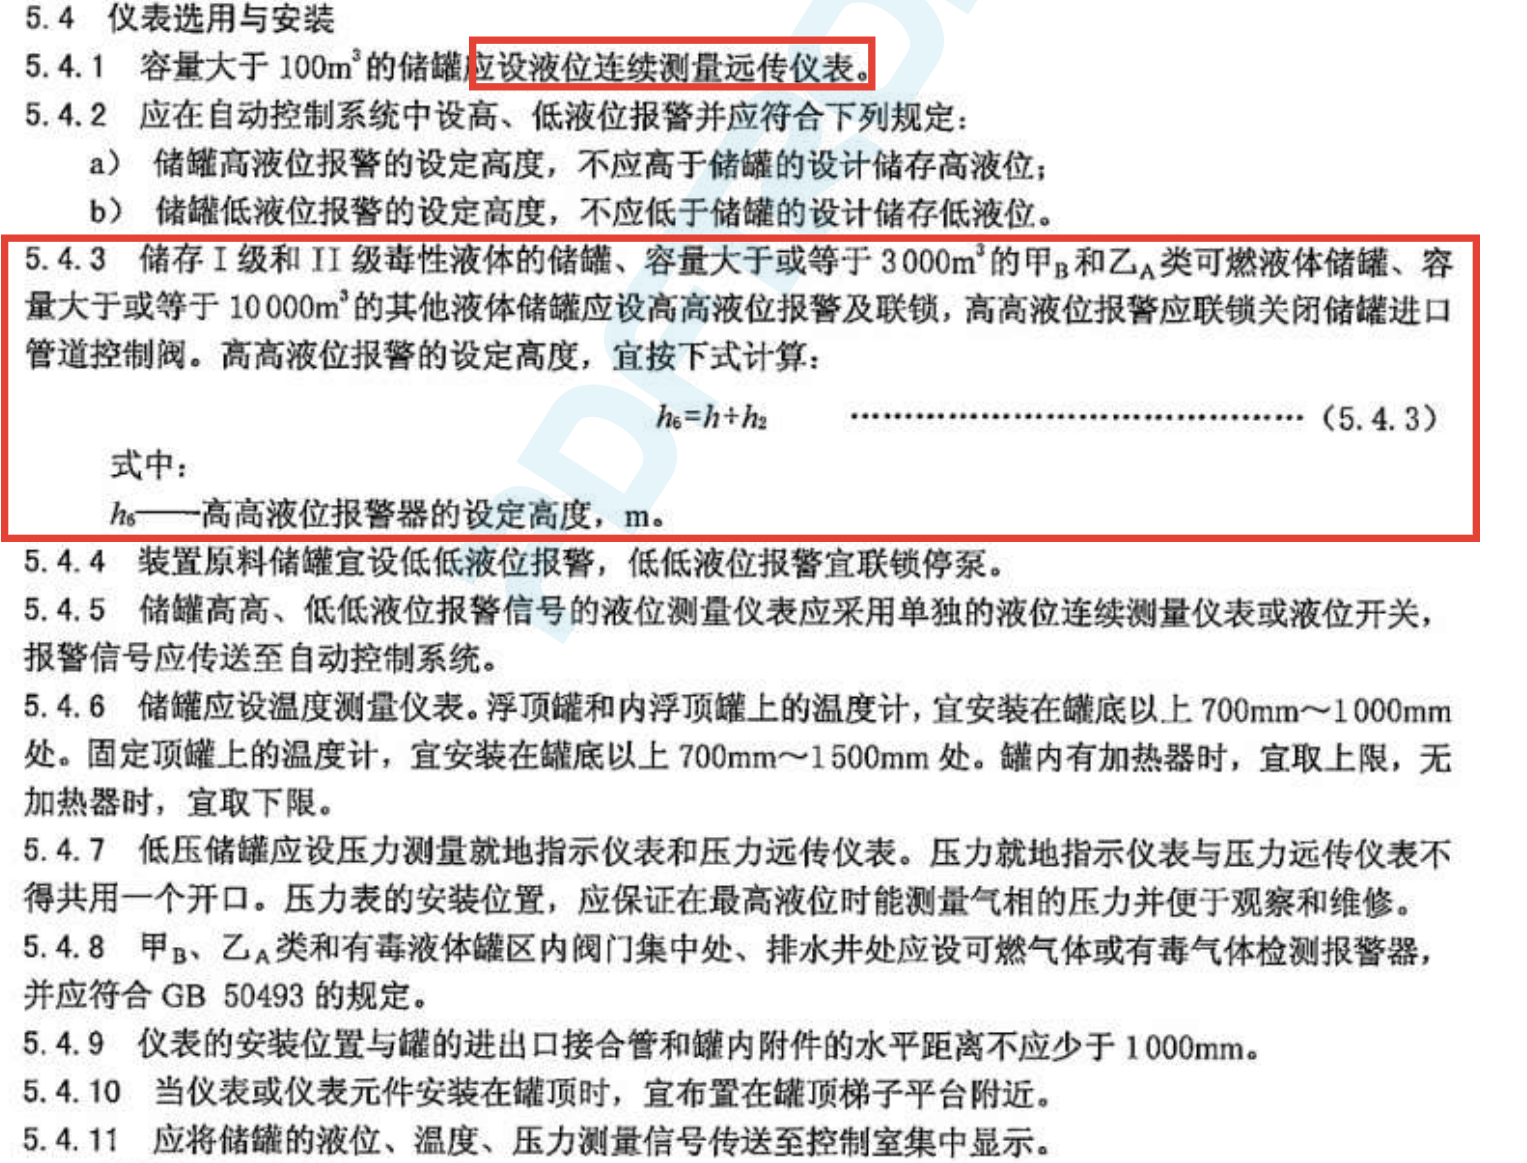 5.4 仪表选用与安装
5.4.1 容量大于 100m³的储罐应设液位连续测量远传仪表。
5.4.2 应在自动控制系统中设高、低液位报警并应符合下列规定：
a） 储罐高液位报警的设定高度，不应高于储罐的设计储存高液位；
b） 储罐低液位报警的设定高度，不应低于储罐的设计储存低液位。
5.4.3 储存 I 级和 II 级毒性液体的储罐、容量大于或等于 3 000m³的甲B和乙A类可燃液体储罐、容
量大于或等于 10 000m³的其他液体储罐应设高高液位报警及联锁，高高液位报警应联锁关闭储罐进口
管道控制阀。高高液位报警的设定高度，宜按下式计算：
h6=h+h2 ………………………………………（5.4.3）
式中：
h6——高高液位报警器的设定高度，m。
5.4.4 装置原料储罐宜设低低液位报警，低低液位报警宜联锁停泵。
5.4.5 储罐高高、低低液位报警信号的液位测量仪表应采用单独的液位连续测量仪表或液位开关，
报警信号应传送至自动控制系统。
5.4.6 储罐应设温度测量仪表。浮顶罐和内浮顶罐上的温度计，宜安装在罐底以上 700mm～1 000mm
处。固定顶罐上的温度计，宜安装在罐底以上 700mm～1 500mm 处。罐内有加热器时，宜取上限，无
加热器时，宜取下限。
5.4.7 低压储罐应设压力测量就地指示仪表和压力远传仪表。压力就地指示仪表与压力远传仪表不
得共用一个开口。压力表的安装位置，应保证在最高液位时能测量气相的压力并便于观察和维修。
5.4.8 甲B、乙A类和有毒液体罐区内阀门集中处、排水井处应设可燃气体或有毒气体检测报警器，
并应符合 GB 50493 的规定。
5.4.9 仪表的安装位置与罐的进出口接合管和罐内附件的水平距离不应少于 1 000mm。
5.4.10 当仪表或仪表元件安装在罐顶时，宜布置在罐顶梯子平台附近。
5.4.11 应将储罐的液位、温度、压力测量信号传送至控制室集中显示。